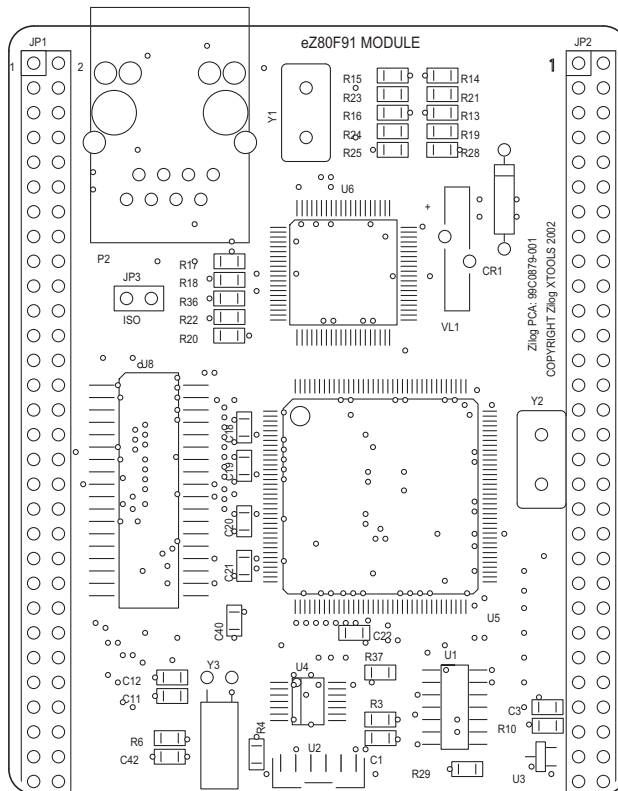 eZ80F91 MODULE
JP1
JP2
1
2
1
R15
R14
R23
R21
R16
R13
R24
R19
R25
R28
Y1
U6
+
P2
R17
R18
R36
R22
R20
JP3
ISO
CR1
VL1
Zilog PCA: 99C0879-001
COPYRIGHT Zilog XTOOLS 2002
U8
Y2
C18
C19
C20
C21
C40
C22
U5
Y3
U4
R37
U1
C12
C11
R3
C3
R10
R6
C42
R4
U2
C1
R29
U3